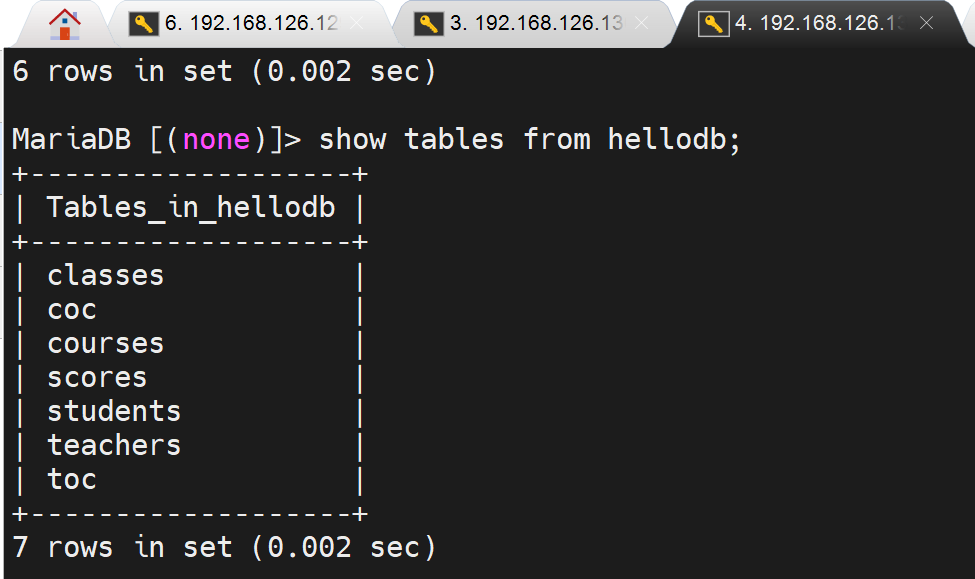 6. 192.168.126.12
3. 192.168.126.13
4. 192.168.126.13
6 rows in set (0.002 sec)
MariaDB [(none)]> show tables from hellodb;
+-------------------+
| Tables_in_hellodb |
+-------------------+
| classes           |
| coc               |
| courses           |
| scores            |
| students          |
| teachers          |
| toc               |
+-------------------+
7 rows in set (0.002 sec)